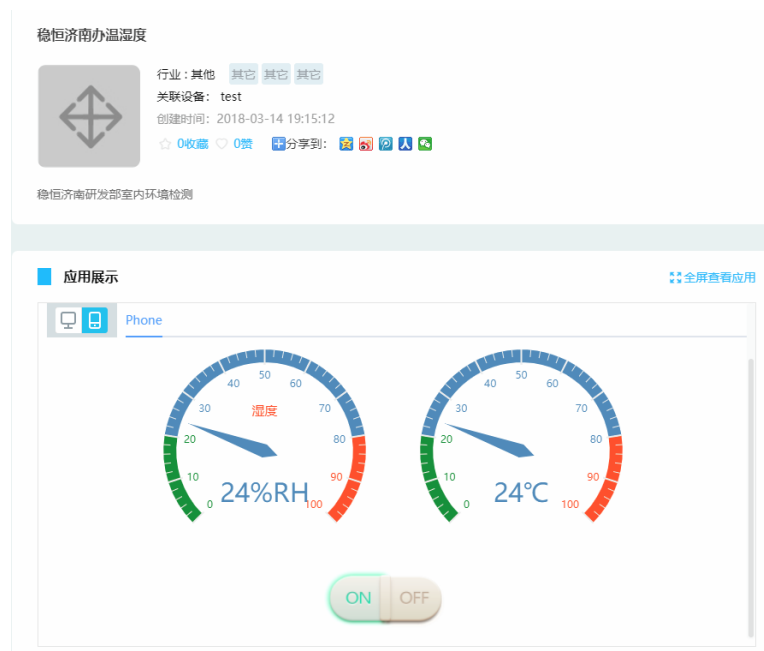 稳恒济南办温湿度
行业 : 其他 其它 其它 其它
关联设备： test
创建时间： 2018-03-14 19:15:12
0收藏 0赞 分享到：
稳恒济南研发部室内环境检测
应用展示
全屏查看应用
Phone
0 10 20 30 40 50 60 70 80 90 100
湿度
24%RH
0 10 20 30 40 50 60 70 80 90 100
24℃
ON OFF